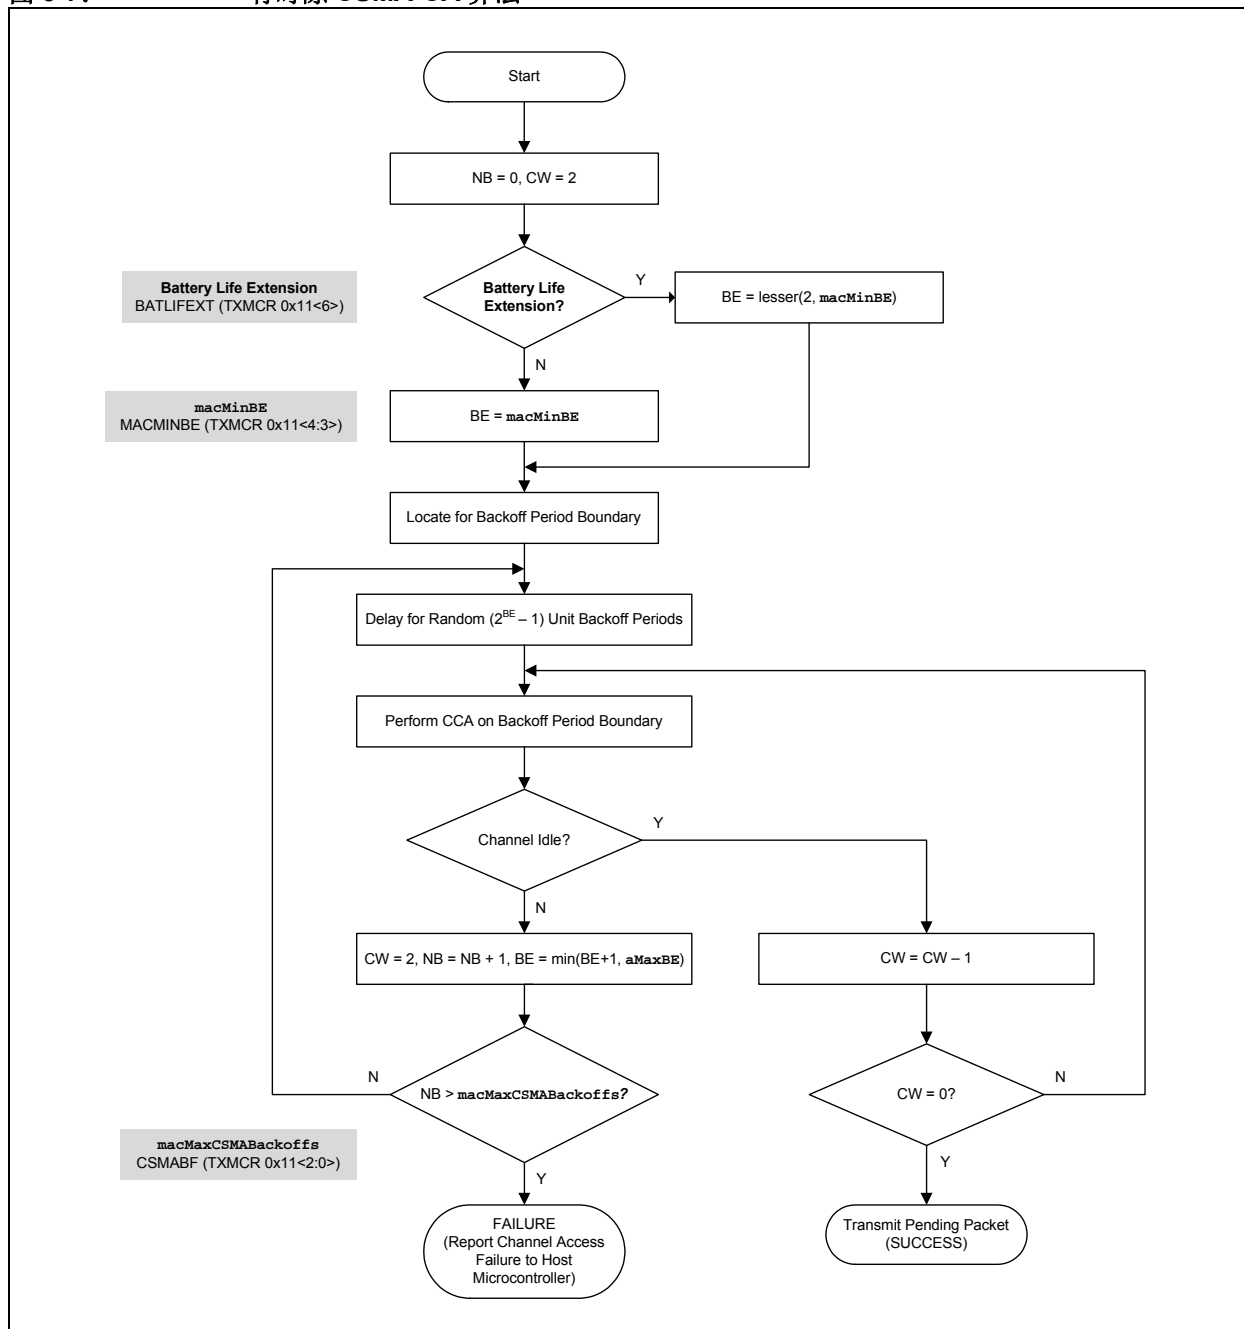 Start
NB = 0, CW = 2
Battery Life Extension
BATLIFEXT (TXMCR 0x11<6>)
Battery Life
Extension?
Y
BE = lesser(2, macMinBE)
N
macMinBE
MACMINBE (TXMCR 0x11<4:3>)
BE = macMinBE
Locate for Backoff Period Boundary
Delay for Random (2^BE – 1) Unit Backoff Periods
Perform CCA on Backoff Period Boundary
Channel Idle?
Y
N
CW = 2, NB = NB + 1, BE = min(BE+1, aMaxBE)
CW = CW – 1
N
NB > macMaxCSMABackoffs?
CW = 0?
N
macMaxCSMABackoffs
CSMABF (TXMCR 0x11<2:0>)
Y
Y
FAILURE
(Report Channel Access
Failure to Host
Microcontroller)
Transmit Pending Packet
(SUCCESS)